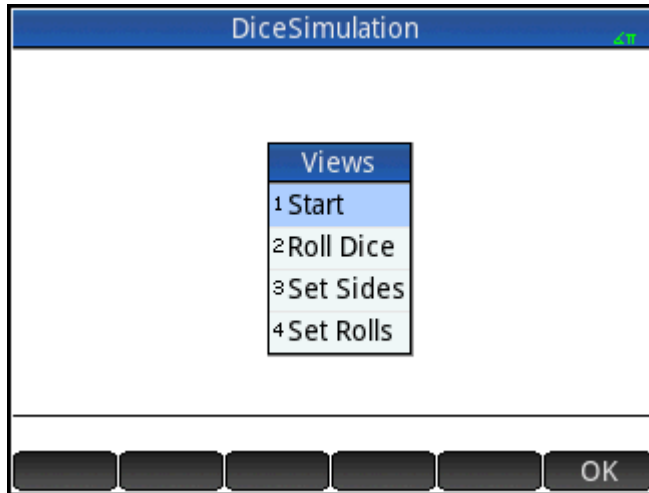 DiceSimulation
∡π
Views
1 Start
2 Roll Dice
3 Set Sides
4 Set Rolls
OK